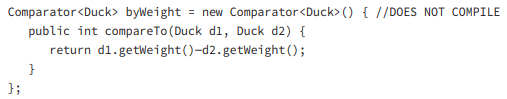 Comparator<Duck> byWeight = new Comparator<Duck>() { //DOES NOT COMPILE
public int compareTo(Duck d1, Duck d2) {
return d1.getWeight()–d2.getWeight();
}
};